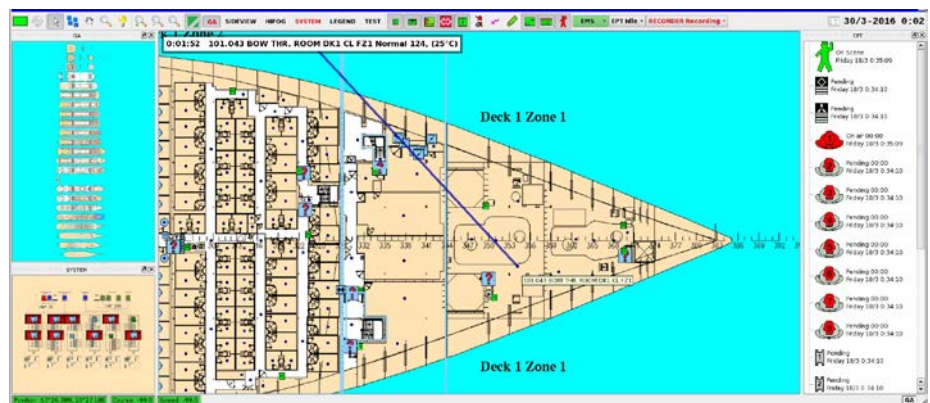 GA SIDEVIEW HIFOG SYSTEM LEGEND TEST EMS EPT Idle RECORDER Recording 30/3-2016 0:02
GA
EPT
0:01:52 101.043 BOW THR. ROOM DK1 CL FZ1 Normal 124, (25°C)
Deck 1 Zone 1
On Scene
Friday 18/3 0:35:09
Pending
Friday 18/3 0:34:10
Pending
Friday 18/3 0:34:10
On air 00:00
Friday 18/3 0:35:09
Pending 00:00
Friday 18/3 0:34:10
Pending 00:00
Friday 18/3 0:34:10
Pending 00:00
Friday 18/3 0:34:10
Pending 00:00
Friday 18/3 0:34:10
Pending 00:00
Friday 18/3 0:34:10
Pending 00:00
Friday 18/3 0:34:10
Pending 00:00
Friday 18/3 0:34:10
Pending
Friday 18/3 0:34:10
Pending
Friday 18/3 0:34:10
SYSTEM
101.043 BOW THR. ROOM DK1 CL FZ1
Deck 1 Zone 1
GA